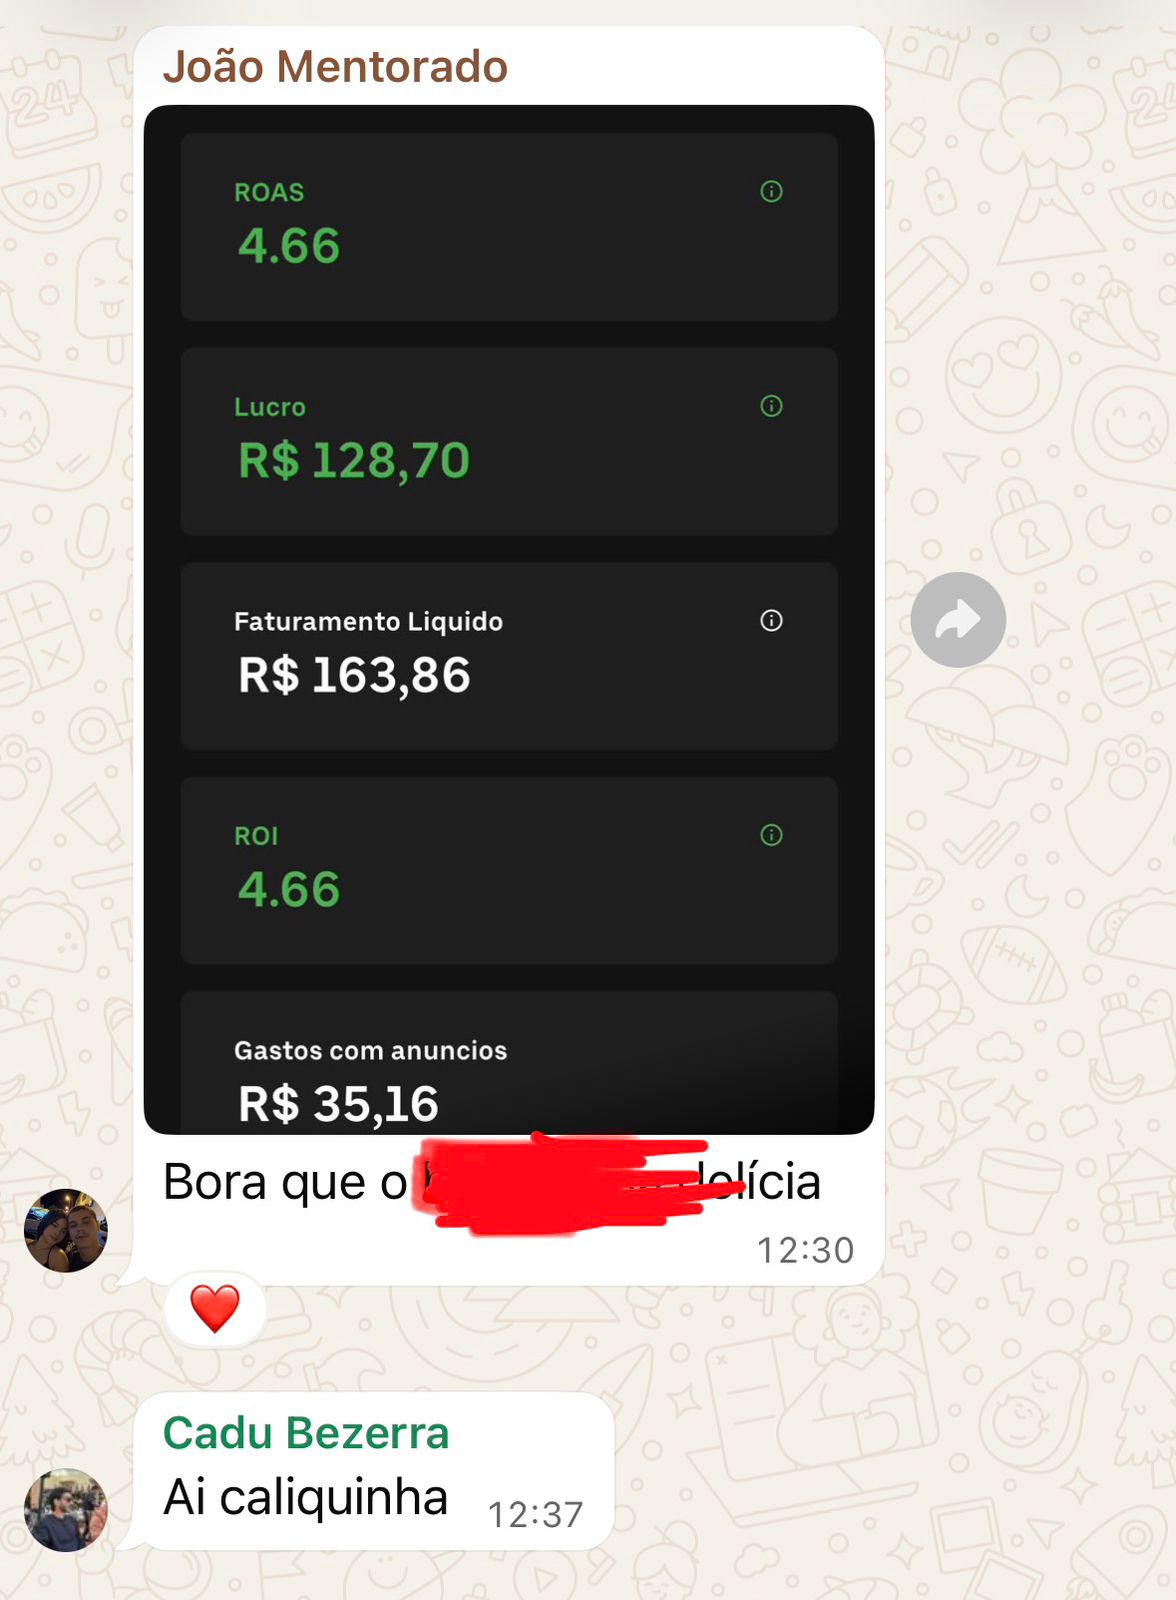 João Mentorado
ROAS
4.66
Lucro
R$ 128,70
Faturamento Liquido
R$ 163,86
ROI
4.66
Gastos com anuncios
R$ 35,16
Bora que o delícia
12:30
Cadu Bezerra
Ai caliquinha
12:37